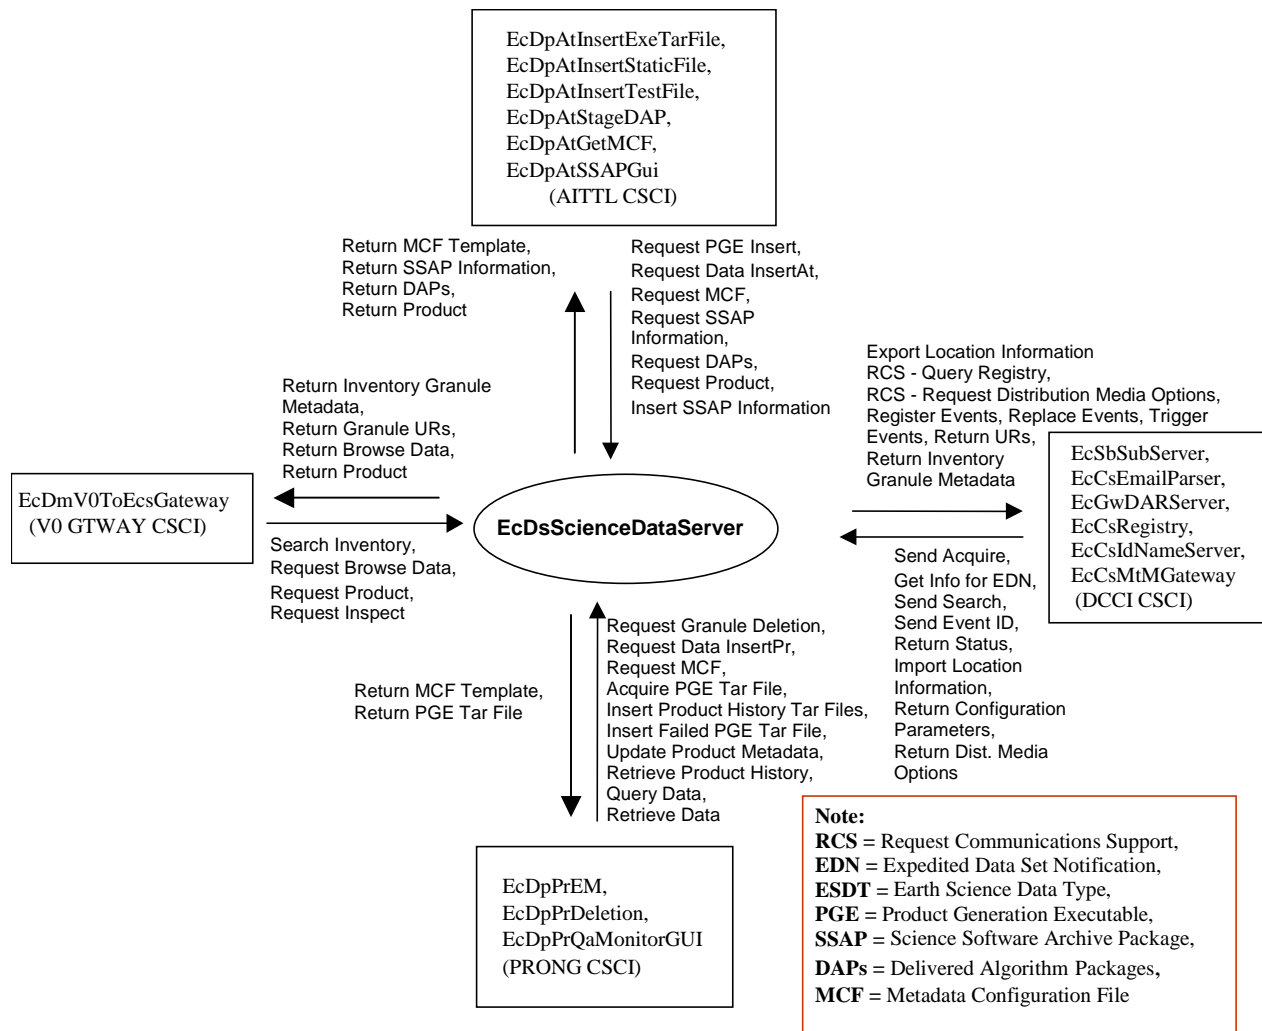 EcDpAtInsertExeTarFile,
EcDpAtInsertStaticFile,
EcDpAtInsertTestFile,
EcDpAtStageDAP,
EcDpAtGetMCF,
EcDpAtSSAPGui
(AITTL CSCI)
Return MCF Template,
Return SSAP Information,
Return DAPs,
Return Product
Request PGE Insert,
Request Data InsertAt,
Request MCF,
Request SSAP
Information,
Request DAPs,
Request Product,
Insert SSAP Information
Export Location Information
RCS - Query Registry,
RCS - Request Distribution Media Options,
Register Events, Replace Events, Trigger
Events, Return URs,
Return Inventory
Granule Metadata
Return Inventory Granule
Metadata,
Return Granule URs,
Return Browse Data,
Return Product
EcDmV0ToEcsGateway
(V0 GTWAY CSCI)
EcDsScienceDataServer
EcSbSubServer,
EcCsEmailParser,
EcGwDARServer,
EcCsRegistry,
EcCsIdNameServer,
EcCsMtMGateway
(DCCI CSCI)
Search Inventory,
Request Browse Data,
Request Product,
Request Inspect
Send Acquire,
Get Info for EDN,
Send Search,
Send Event ID,
Return Status,
Import Location
Information,
Return Configuration
Parameters,
Return Dist. Media
Options
Return MCF Template,
Return PGE Tar File
Request Granule Deletion,
Request Data InsertPr,
Request MCF,
Acquire PGE Tar File,
Insert Product History Tar Files,
Insert Failed PGE Tar File,
Update Product Metadata,
Retrieve Product History,
Query Data,
Retrieve Data
EcDpPrEM,
EcDpPrDeletion,
EcDpPrQaMonitorGUI
(PRONG CSCI)
Note:
RCS = Request Communications Support,
EDN = Expedited Data Set Notification,
ESDT = Earth Science Data Type,
PGE = Product Generation Executable,
SSAP = Science Software Archive Package,
DAPs = Delivered Algorithm Packages,
MCF = Metadata Configuration File